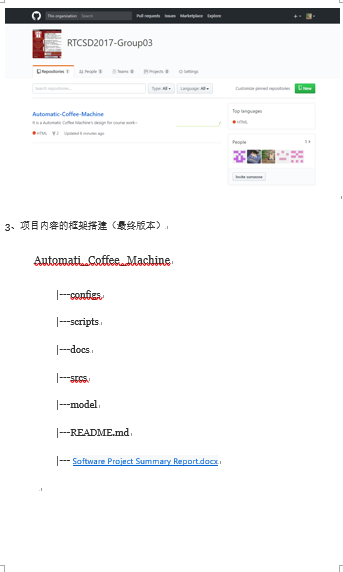 This organization Search Pull requests Issues Marketplace Explore
RTCSD2017-Group03
Repositories 1 People 5 Teams 0 Projects 0 Settings
Search repositories... Type: All Language: All Customize pinned repositories New
Automatic-Coffee-Machine
It is a Automatic Coffee Machine's design for course work~
HTML 2 Updated 6 minutes ago
Top languages
HTML
People
Invite someone
3、项目内容的框架搭建（最终版本）
Automati_Coffee_Machine
|---configs
|---scripts
|---docs
|---srcs
|---model
|---README.md
|--- Software Project Summary Report.docx